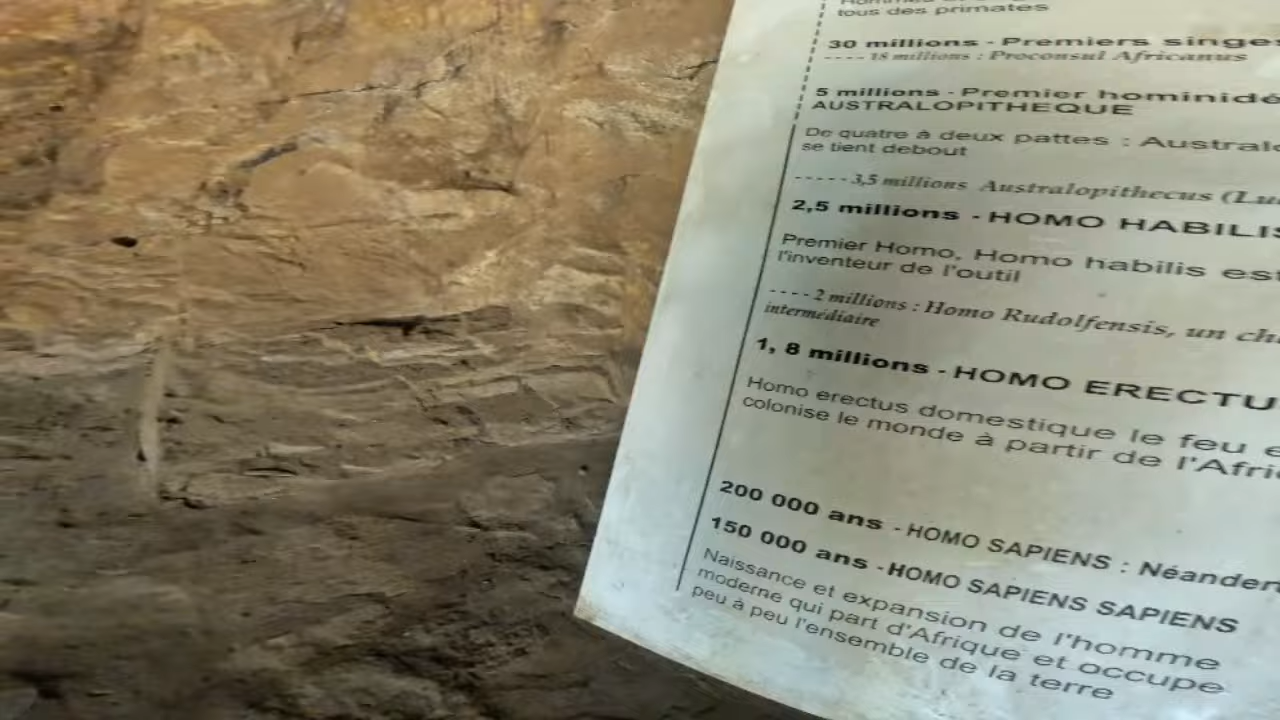 tous des primates
30 millions - Premiers singes
---- 18 millions : Proconsul Africanus
5 millions - Premier hominidé
AUSTRALOPITHEQUE
De quatre à deux pattes : Austral
se tient debout
----- 3,5 millions Australopithecus (Lu
2,5 millions - HOMO HABILIS
Premier Homo, Homo habilis est
l'inventeur de l'outil
---- 2 millions : Homo Rudolfensis, un ch
intermédiaire
1, 8 millions - HOMO ERECTU
Homo erectus domestique le feu e
colonise le monde à partir de l'Afri
200 000 ans - HOMO SAPIENS : Néander
150 000 ans - HOMO SAPIENS SAPIENS
Naissance et expansion de l'homme
moderne qui part d'Afrique et occupe
peu à peu l'ensemble de la terre